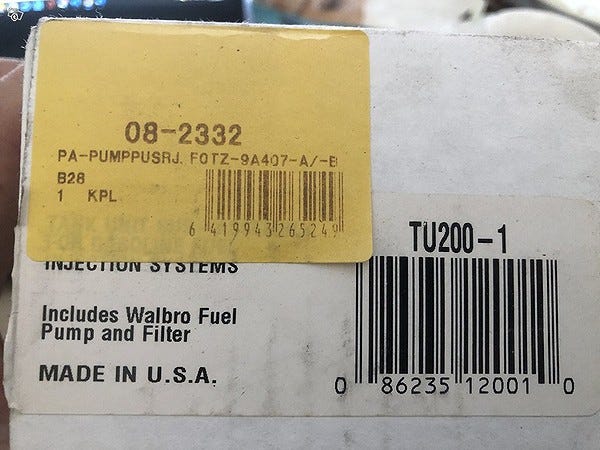 08-2332
PA-PUMPPUSRJ. FOTZ-9A407-A/-B
B28
1 KPL
6 419943 265249
TU200-1
INJECTION SYSTEMS
Includes Walbro Fuel
Pump and Filter
MADE IN U.S.A.
0 86235 12001 0